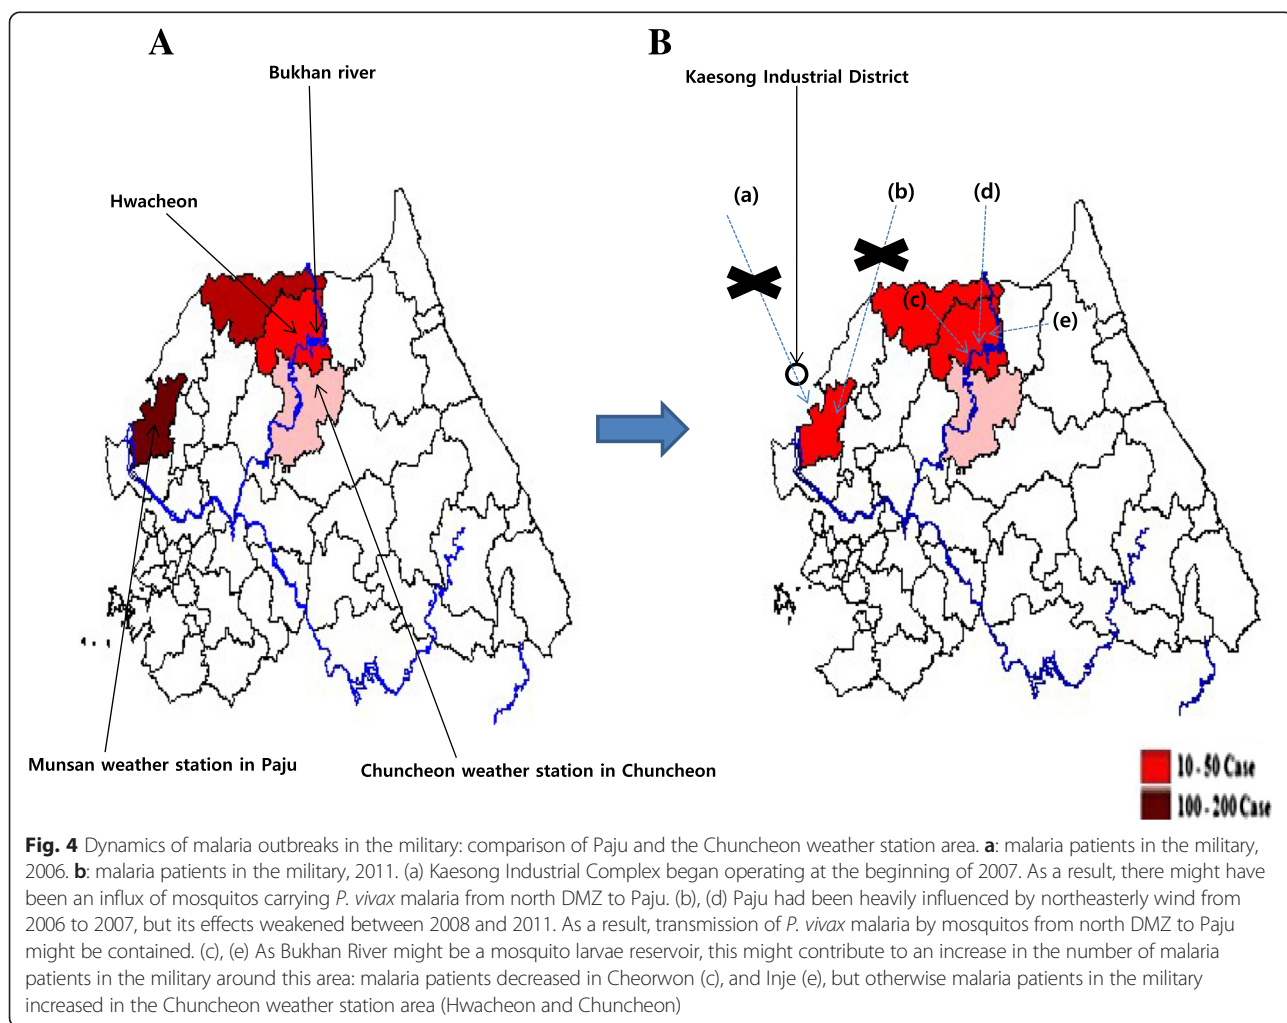 A
B
Bukhan river
Kaesong Industrial District
Hwacheon
(a)
(b)
(d)
(c)
(e)
Munsan weather station in Paju
Chuncheon weather station in Chuncheon
10 - 50 Case
100 - 200 Case
Fig. 4 Dynamics of malaria outbreaks in the military: comparison of Paju and the Chuncheon weather station area. a: malaria patients in the military,
2006. b: malaria patients in the military, 2011. (a) Kaesong Industrial Complex began operating at the beginning of 2007. As a result, there might have
been an influx of mosquitos carrying P. vivax malaria from north DMZ to Paju. (b), (d) Paju had been heavily influenced by northeasterly wind from
2006 to 2007, but its effects weakened between 2008 and 2011. As a result, transmission of P. vivax malaria by mosquitos from north DMZ to Paju
might be contained. (c), (e) As Bukhan River might be a mosquito larvae reservoir, this might contribute to an increase in the number of malaria
patients in the military around this area: malaria patients decreased in Cheorwon (c), and Inje (e), but otherwise malaria patients in the military
increased in the Chuncheon weather station area (Hwacheon and Chuncheon)